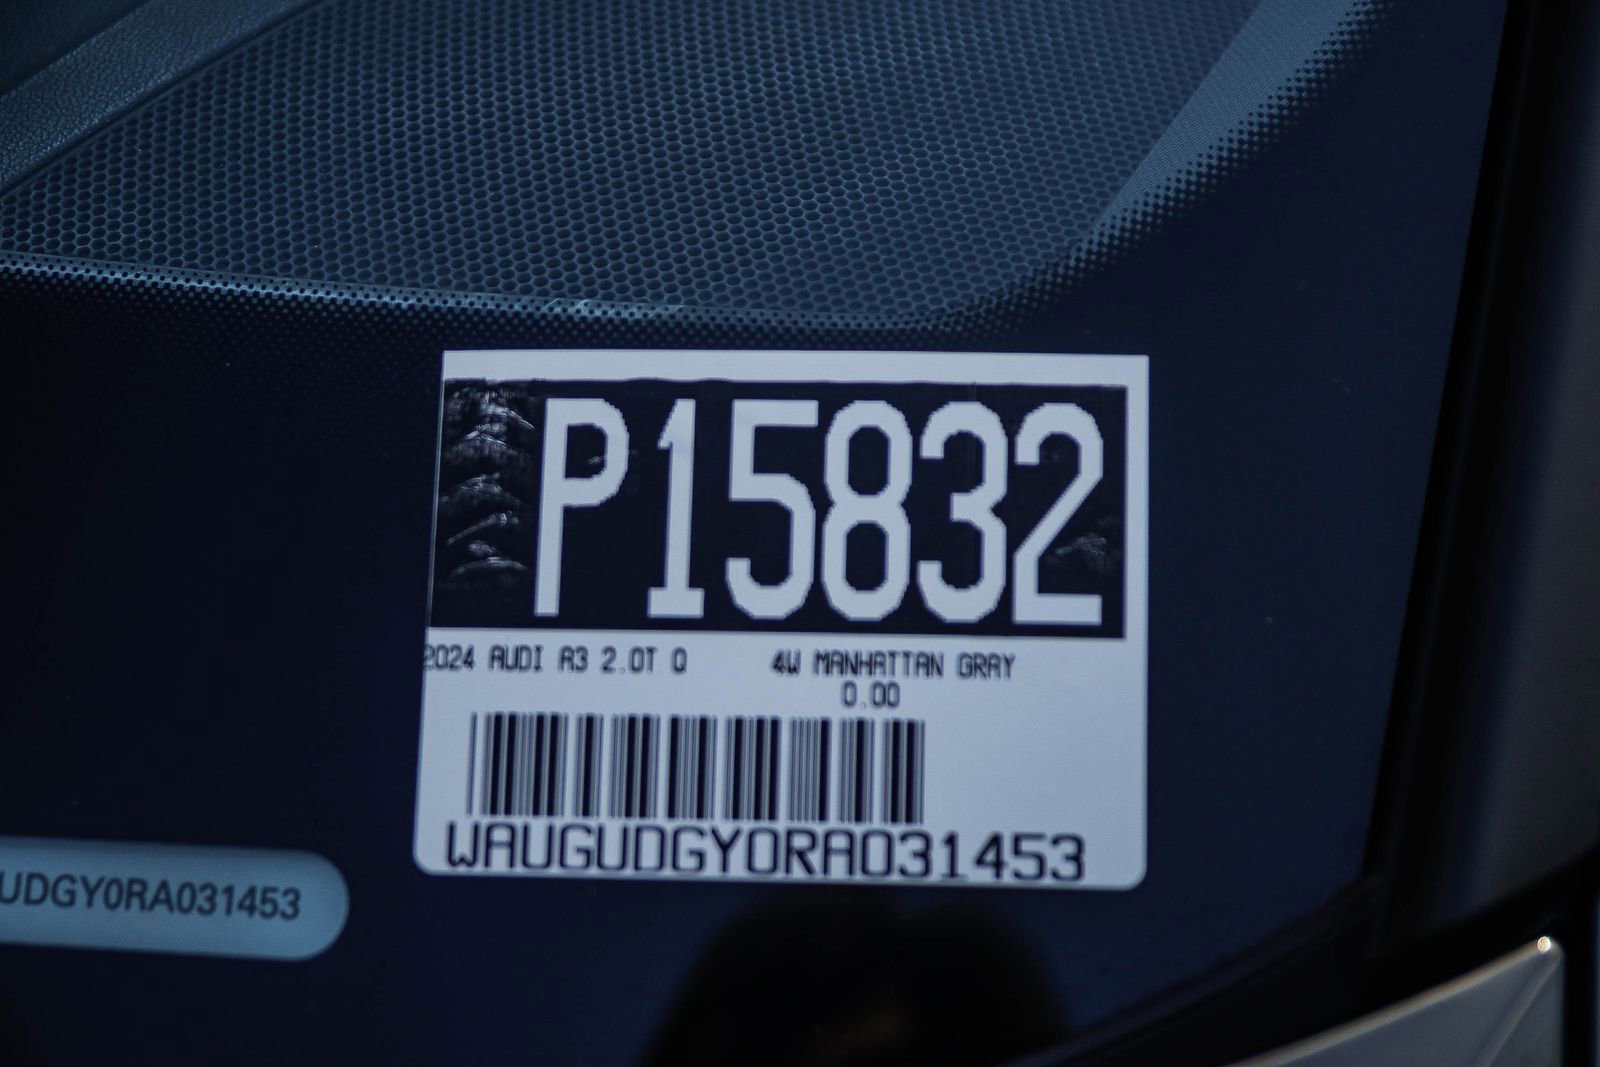 P15832
2024 AUDI A3 2.0T Q 4W MANHATTAN GRAY
0.00
WAUGUDGY0RA031453
UDGY0RA031453